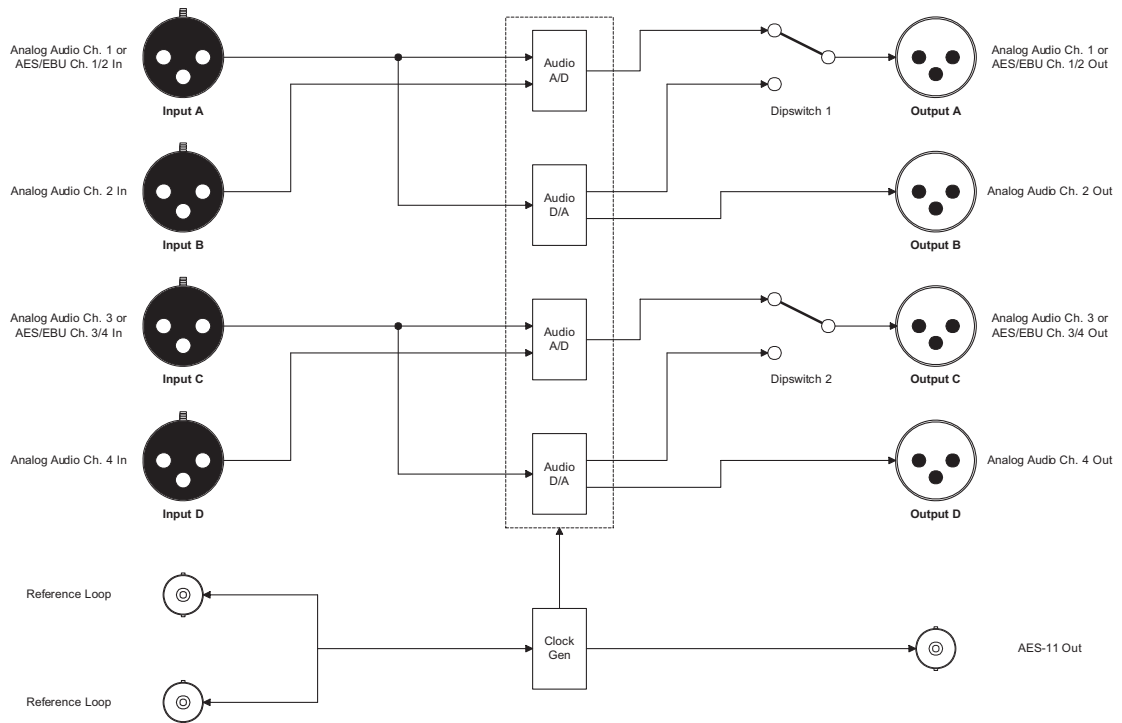 Analog Audio Ch. 1 or
AES/EBU Ch. 1/2 In
Input A
Audio
A/D
Dipswitch 1
Output A
Analog Audio Ch. 1 or
AES/EBU Ch. 1/2 Out
Analog Audio Ch. 2 In
Input B
Audio
D/A
Output B
Analog Audio Ch. 2 Out
Analog Audio Ch. 3 or
AES/EBU Ch. 3/4 In
Input C
Audio
A/D
Dipswitch 2
Output C
Analog Audio Ch. 3 or
AES/EBU Ch. 3/4 Out
Analog Audio Ch. 4 In
Input D
Audio
D/A
Output D
Analog Audio Ch. 4 Out
Reference Loop
Clock
Gen
AES-11 Out
Reference Loop